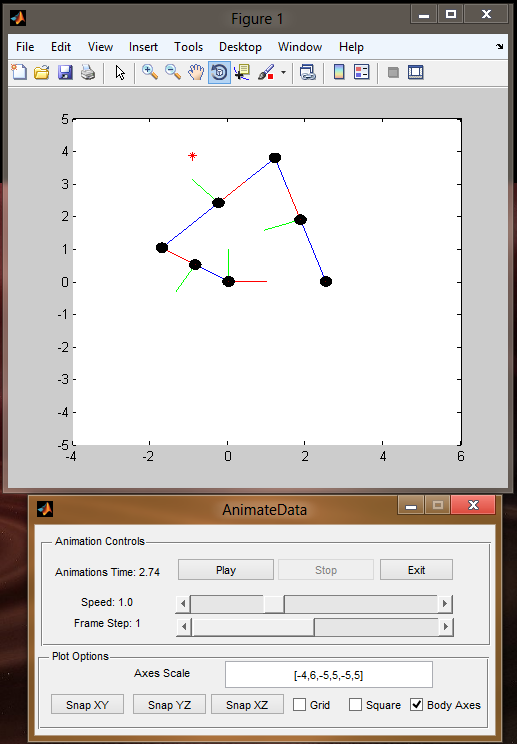 Figure 1
File Edit View Insert Tools Desktop Window Help
5
4
3
2
1
0
-1
-2
-3
-4
-5
-4 -2 0 2 4 6
AnimateData
Animation Controls
Animations Time: 2.74 Play Stop Exit
Speed: 1.0
Frame Step: 1
Plot Options
Axes Scale [-4,6,-5,5,-5,5]
Snap XY Snap YZ Snap XZ Grid Square Body Axes